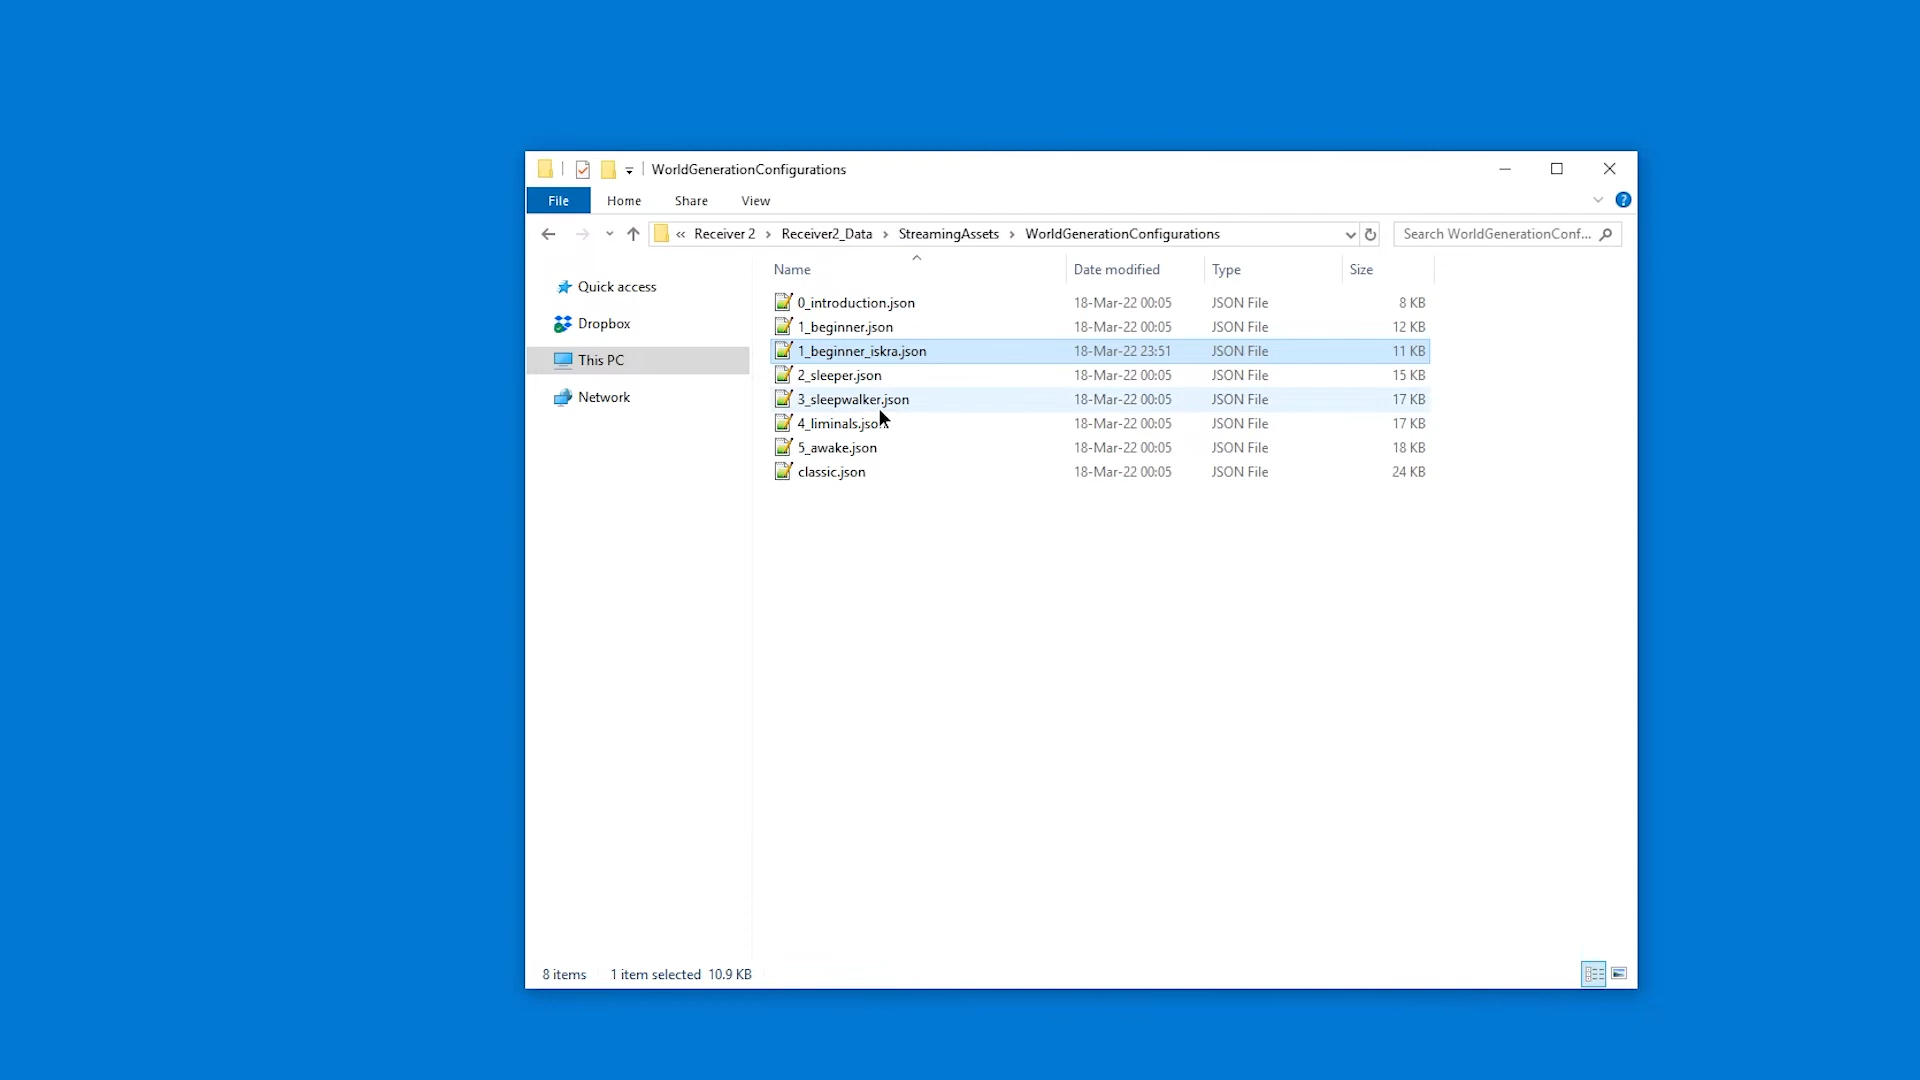 WorldGenerationConfigurations
File Home Share View
« Receiver 2 › Receiver2_Data › StreamingAssets › WorldGenerationConfigurations
Search WorldGenerationConf...
Quick access
Dropbox
This PC
Network
Name Date modified Type Size
0_introduction.json 18-Mar-22 00:05 JSON File 8 KB
1_beginner.json 18-Mar-22 00:05 JSON File 12 KB
1_beginner_iskra.json 18-Mar-22 23:51 JSON File 11 KB
2_sleeper.json 18-Mar-22 00:05 JSON File 15 KB
3_sleepwalker.json 18-Mar-22 00:05 JSON File 17 KB
4_liminals.json 18-Mar-22 00:05 JSON File 17 KB
5_awake.json 18-Mar-22 00:05 JSON File 18 KB
classic.json 18-Mar-22 00:05 JSON File 24 KB
8 items 1 item selected 10.9 KB